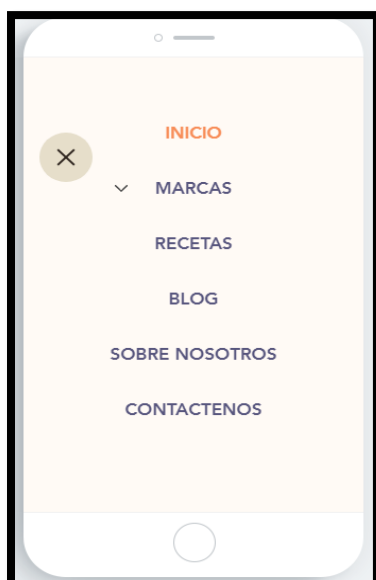 INICIO
MARCAS
RECETAS
BLOG
SOBRE NOSOTROS
CONTACTENOS